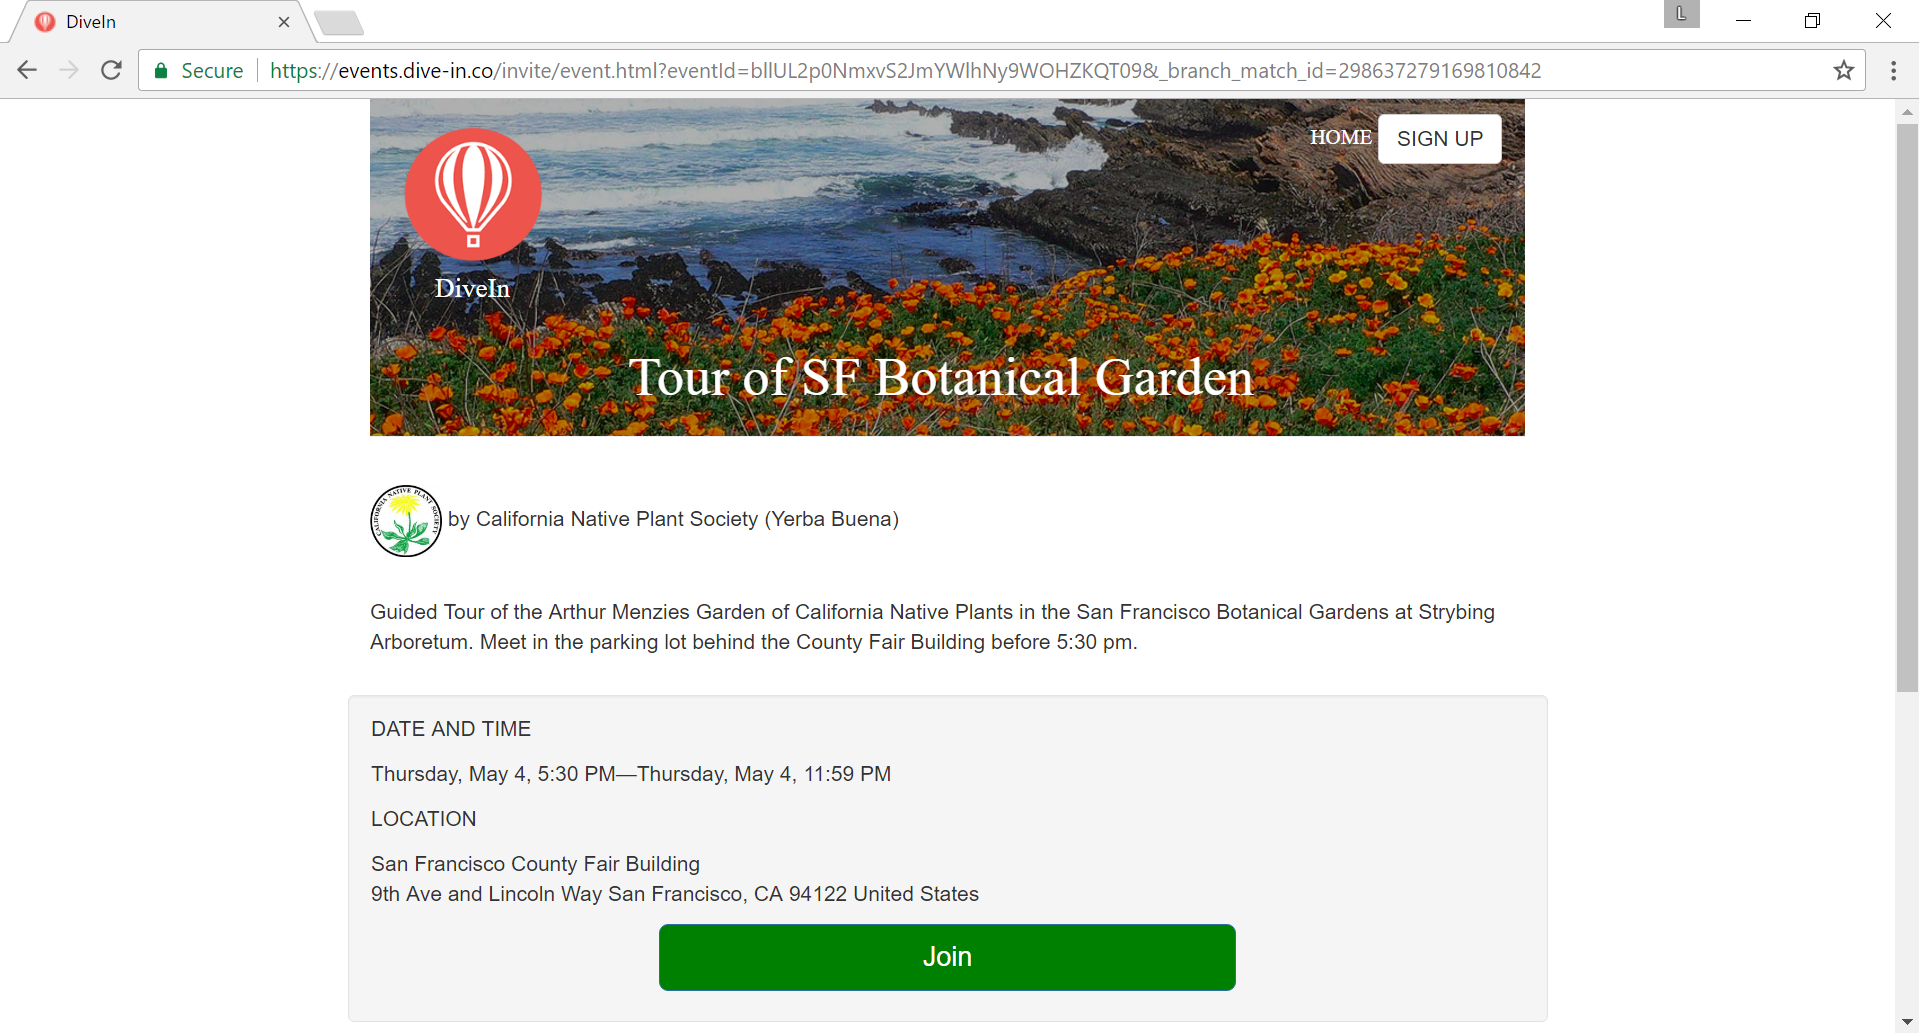 DiveIn
L
Secure
https://events.dive-in.co/invite/event.html?eventId=bllUL2p0NmxvS2JmYWlhNy9WOHZKQT09&_branch_match_id=298637279169810842
HOME
SIGN UP
DiveIn
Tour of SF Botanical Garden
CALIFORNIA NATIVE PLANT SOCIETY
by California Native Plant Society (Yerba Buena)
Guided Tour of the Arthur Menzies Garden of California Native Plants in the San Francisco Botanical Gardens at Strybing
Arboretum. Meet in the parking lot behind the County Fair Building before 5:30 pm.
DATE AND TIME
Thursday, May 4, 5:30 PM—Thursday, May 4, 11:59 PM
LOCATION
San Francisco County Fair Building
9th Ave and Lincoln Way San Francisco, CA 94122 United States
Join